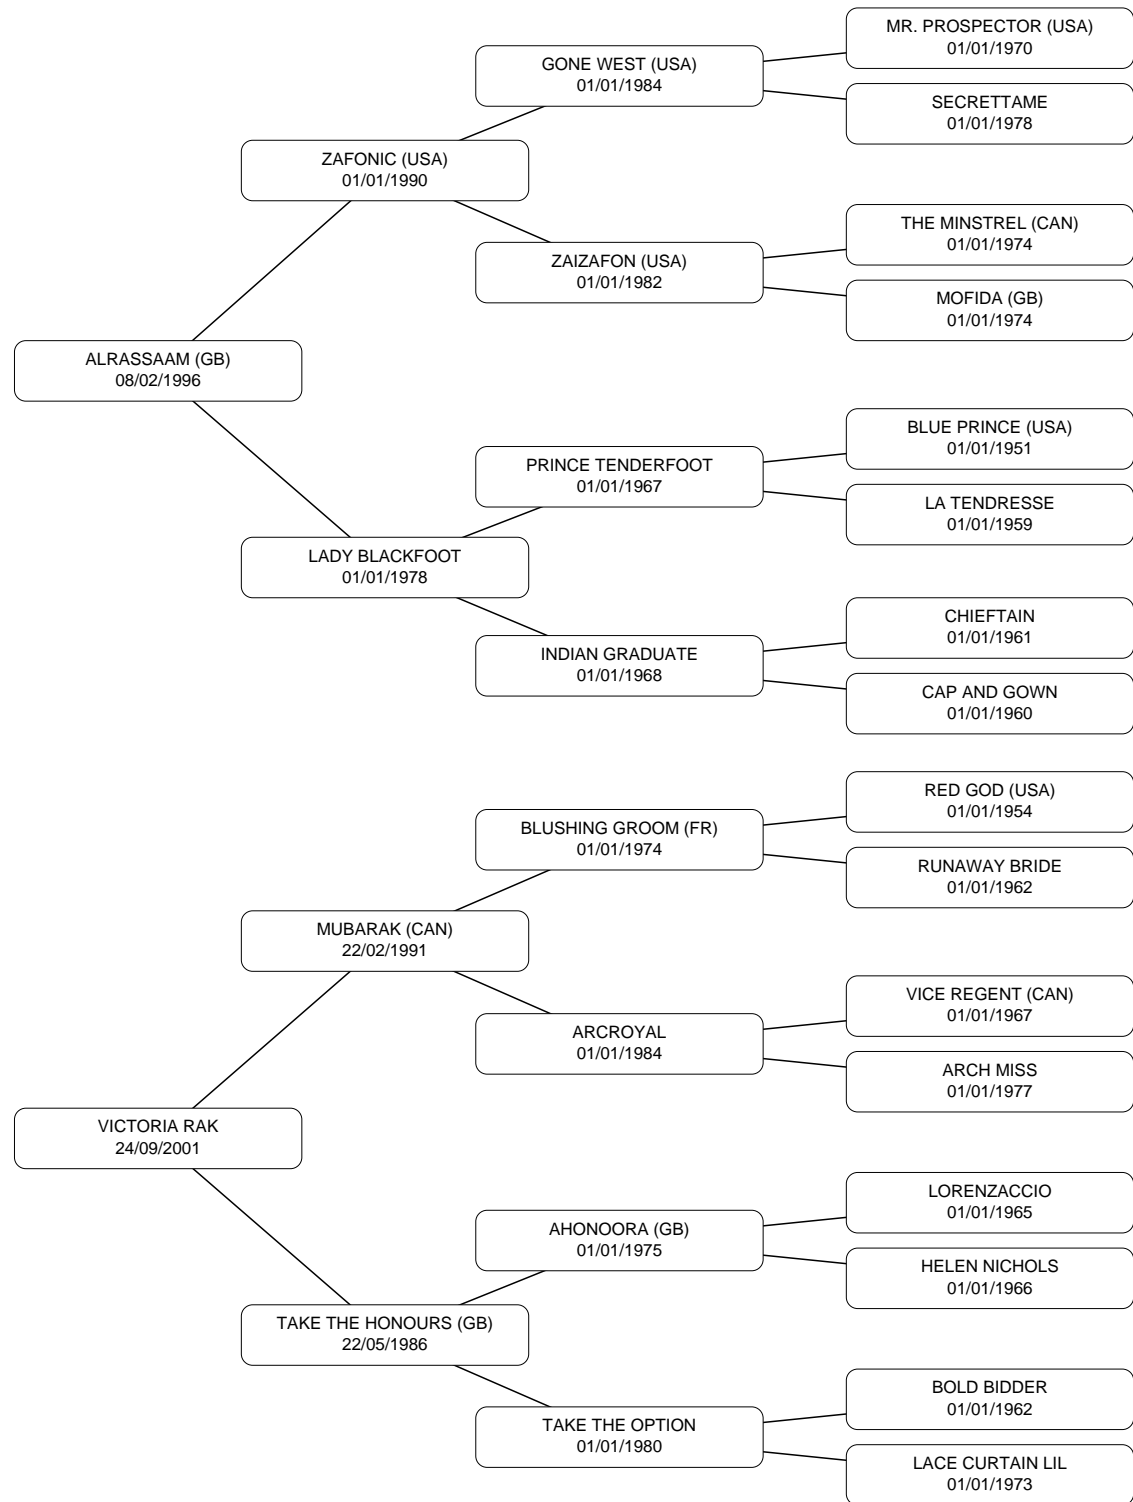 MR. PROSPECTOR (USA)
01/01/1970
GONE WEST (USA)
01/01/1984
SECRETTAME
01/01/1978
ZAFONIC (USA)
01/01/1990
THE MINSTREL (CAN)
01/01/1974
ZAIZAFON (USA)
01/01/1982
MOFIDA (GB)
01/01/1974
ALRASSAAM (GB)
08/02/1996
BLUE PRINCE (USA)
01/01/1951
PRINCE TENDERFOOT
01/01/1967
LA TENDRESSE
01/01/1959
LADY BLACKFOOT
01/01/1978
CHIEFTAIN
01/01/1961
INDIAN GRADUATE
01/01/1968
CAP AND GOWN
01/01/1960
RED GOD (USA)
01/01/1954
BLUSHING GROOM (FR)
01/01/1974
RUNAWAY BRIDE
01/01/1962
MUBARAK (CAN)
22/02/1991
VICE REGENT (CAN)
01/01/1967
ARCROYAL
01/01/1984
ARCH MISS
01/01/1977
VICTORIA RAK
24/09/2001
LORENZACCIO
01/01/1965
AHONOORA (GB)
01/01/1975
HELEN NICHOLS
01/01/1966
TAKE THE HONOURS (GB)
22/05/1986
BOLD BIDDER
01/01/1962
TAKE THE OPTION
01/01/1980
LACE CURTAIN LIL
01/01/1973